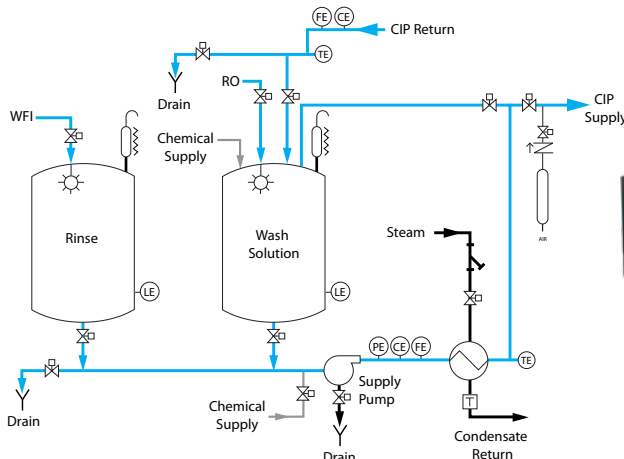 FE
CE
CIP Return
TE
Drain
RO
WFI
CIP
Supply
Chemical
Supply
AIR
Rinse
Wash
Solution
Steam
LE
LE
PE
CE
FE
TE
Supply
Pump
T
Drain
Chemical
Supply
Drain
Condensate
Return